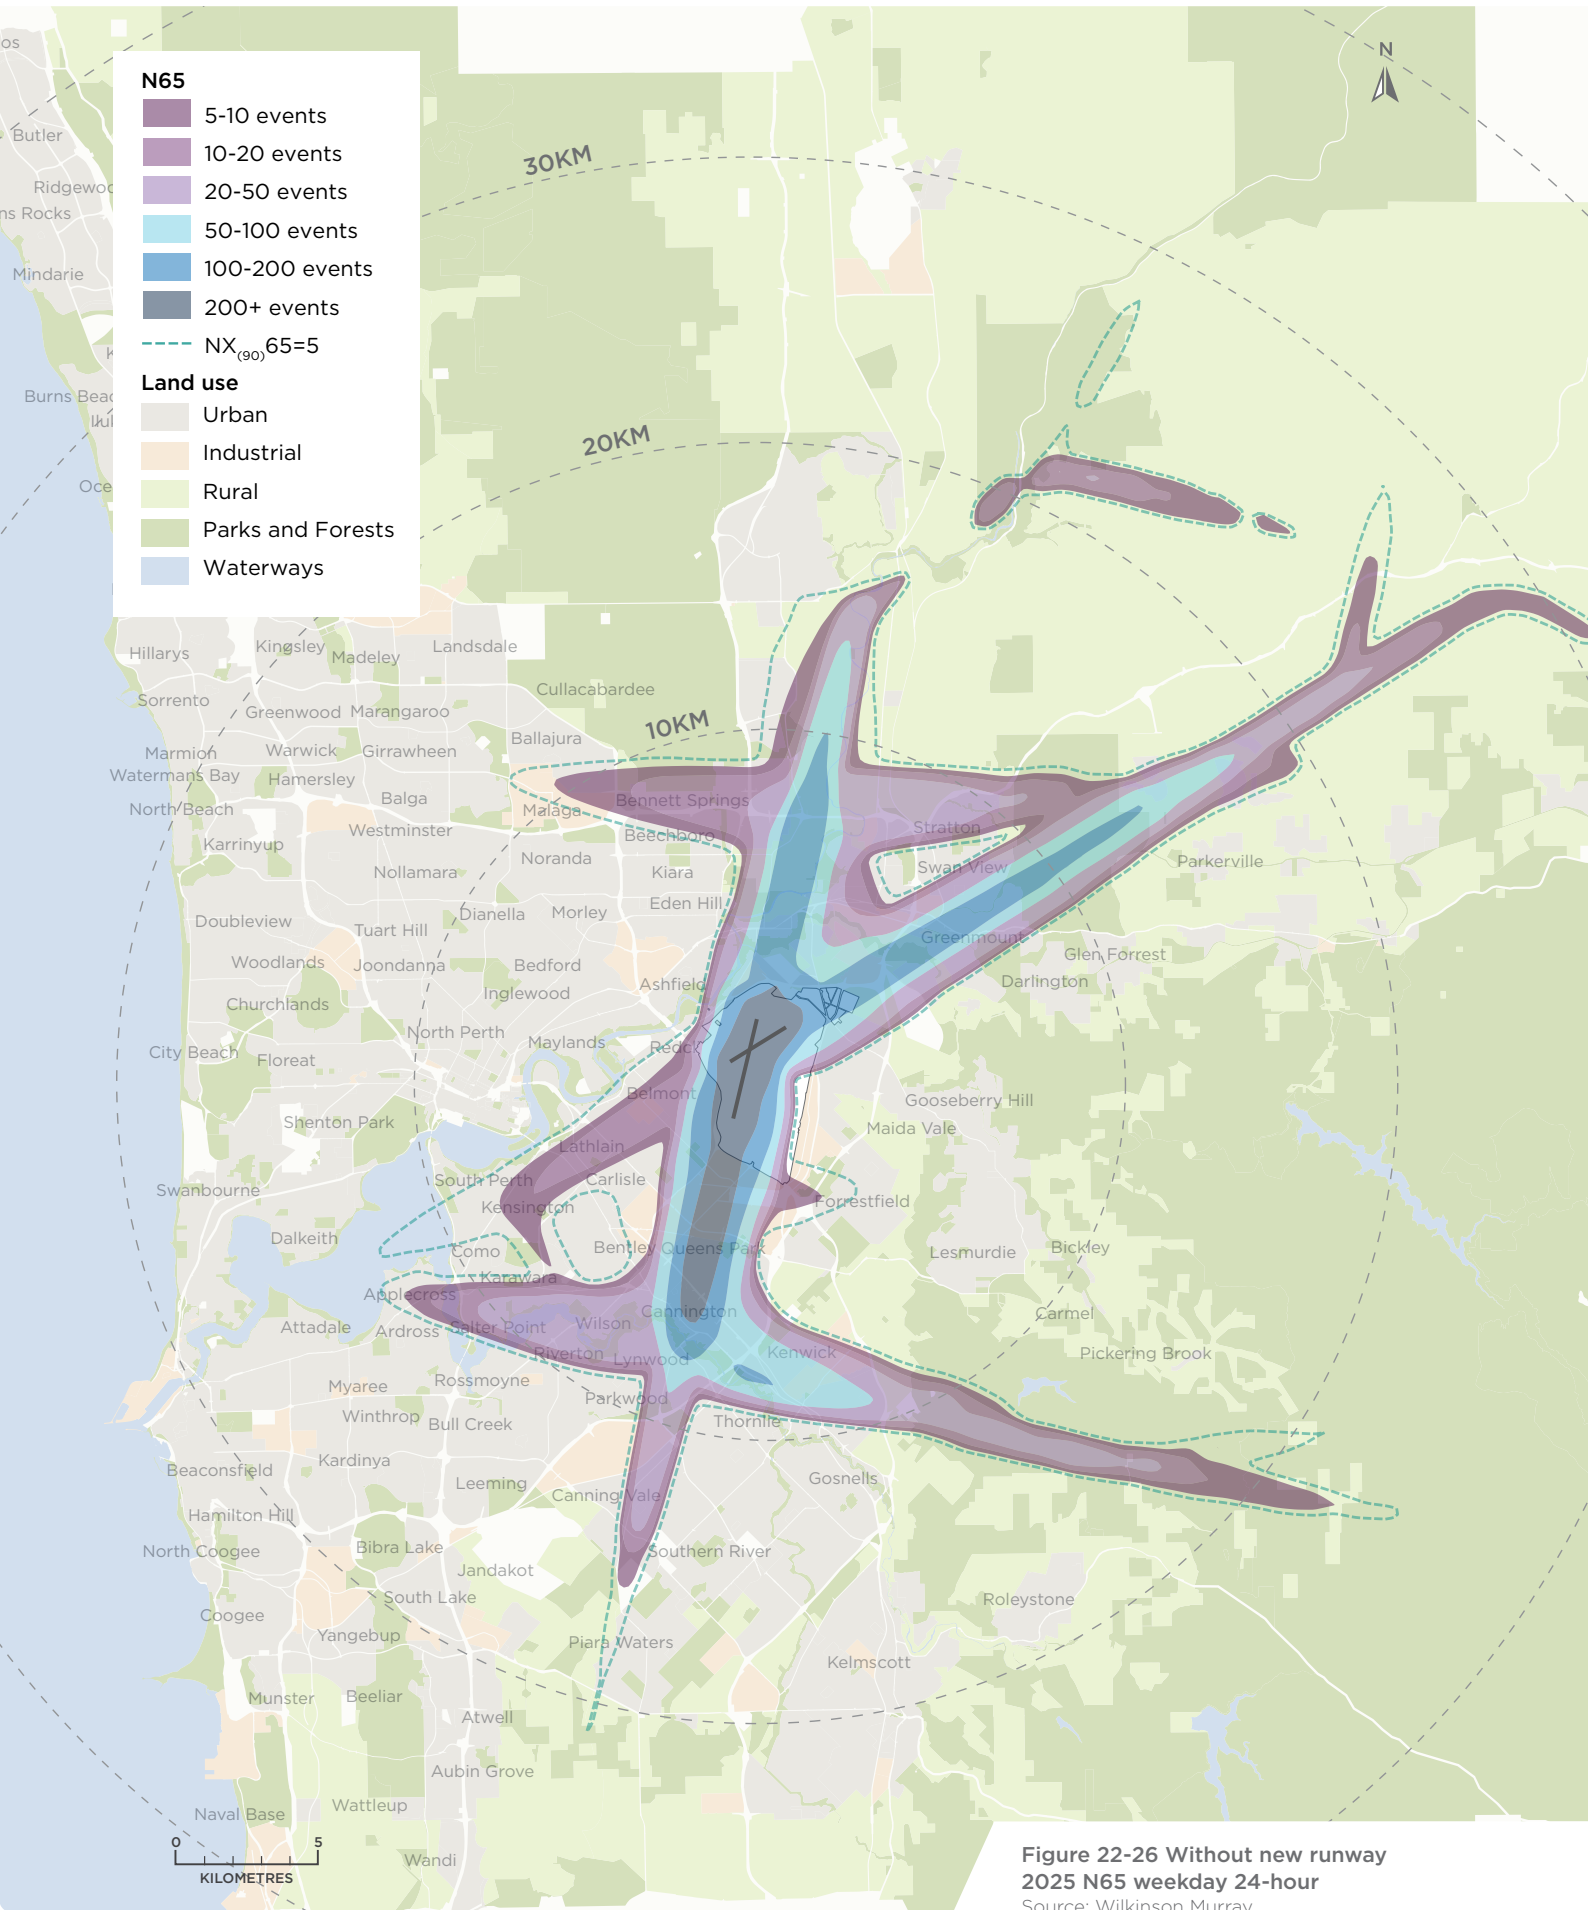 N65
5-10 events
10-20 events
20-50 events
50-100 events
100-200 events
200+ events
NX(90)65=5
Land use
Urban
Industrial
Rural
Parks and Forests
Waterways
N
30KM
20KM
10KM
Butler
Mindarie
Hillarys
Kingsley
Madeley
Landsdale
Cullacabardee
Sorrento
Greenwood
Marangaroo
Ballajura
Marmion
Warwick
Girrawheen
Watermans Bay
Hamersley
Malaga
Bennett Springs
North Beach
Balga
Beechboro
Stratton
Karrinyup
Westminster
Noranda
Kiara
Swan View
Parkerville
Nollamara
Eden Hill
Doubleview
Dianella
Morley
Tuart Hill
Greenmount
Glen Forrest
Woodlands
Joondanna
Bedford
Ashfield
Darlington
Churchlands
Inglewood
North Perth
Maylands
City Beach
Floreat
Redck
Belmont
Gooseberry Hill
Shenton Park
Maida Vale
Lathlain
Swanbourne
South Perth
Carlisle
Kensington
Forrestfield
Dalkeith
Como
Bentley
Queens Park
Lesmurdie
Bickley
Karawara
Applecross
Cannington
Carmel
Attadale
Ardross
Salter Point
Wilson
Riverton
Lynwood
Kenwick
Pickering Brook
Myaree
Rossmoyne
Parkwood
Winthrop
Bull Creek
Thornlie
Beaconsfield
Kardinya
Leeming
Gosnells
Canning Vale
Hamilton Hill
North Coogee
Bibra Lake
Southern River
Jandakot
Coogee
South Lake
Roleystone
Yangebup
Piara Waters
Kelmscott
Munster
Beeliar
Atwell
Aubin Grove
Naval Base
Wattleup
Wandi
0 5
KILOMETRES
Figure 22-26 Without new runway
2025 N65 weekday 24-hour
Source: Wilkinson Murray